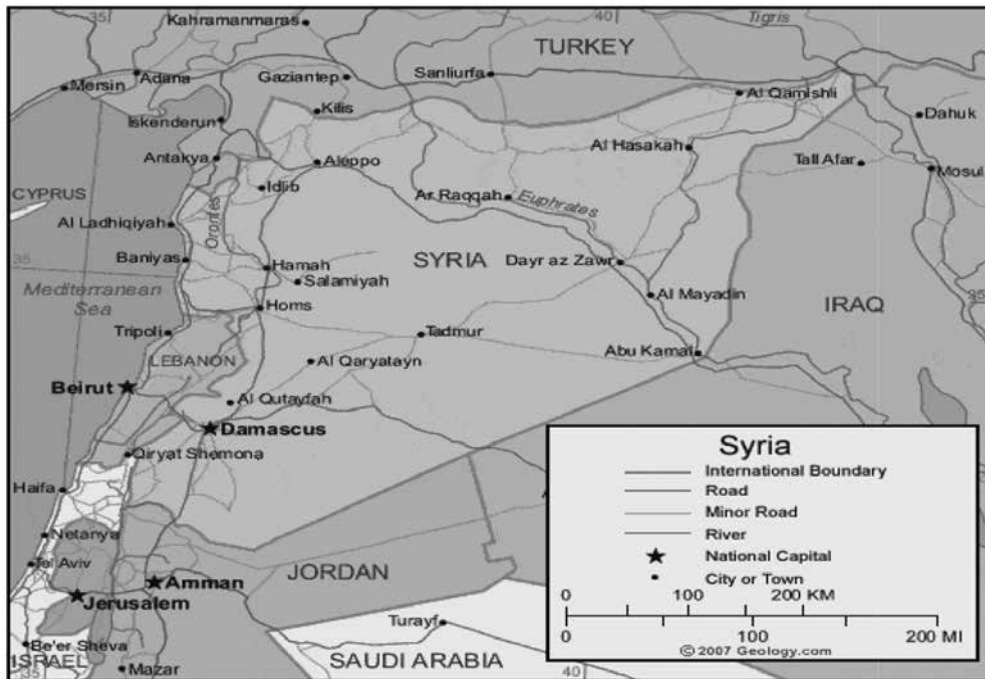 35
40
Kahramanmaras
Tigris
TURKEY
Mersin
Adana
Gaziantep
Sanliurfa
Al Qamishli
Kilis
Dahuk
Iskenderun
Al Hasakah
Antakya
Aleppo
Tall Afar
Mosul
CYPRUS
Idlib
Ar Raqqah
Euphrates
Al Ladhiqiyah
Orontes
35
Baniyas
Hamah
SYRIA
Dayr az Zawr
Mediterranean
Sea
Salamiyah
Al Mayadin
35
Homs
IRAQ
Tripoli
Tadmur
LEBANON
Al Qaryatayn
Abu Kamal
Beirut
Al Qutayfah
Damascus
Qiryat Shemona
Haifa
Netanya
Tel Aviv
Amman
JORDAN
Jerusalem
Turayf
Be'er Sheva
ISRAEL
SAUDI ARABIA
35
Mazar
40
Syria
International Boundary
Road
Minor Road
River
National Capital
City or Town
0 100 200 KM
0 100 200 MI
© 2007 Geology.com